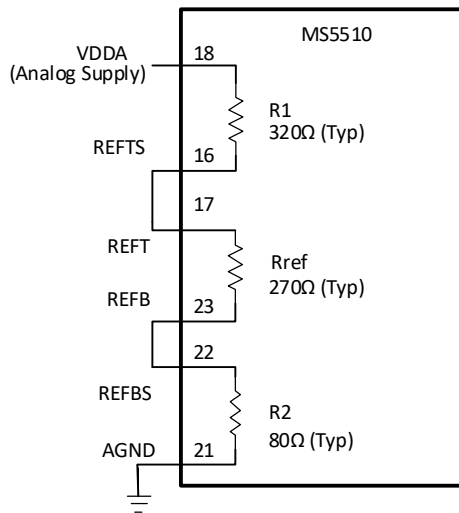 MS5510
VDDA
(Analog Supply)
18
R1
320Ω (Typ)
REFTS
16
17
REFT
Rref
270Ω (Typ)
REFB
23
22
REFBS
R2
80Ω (Typ)
AGND
21